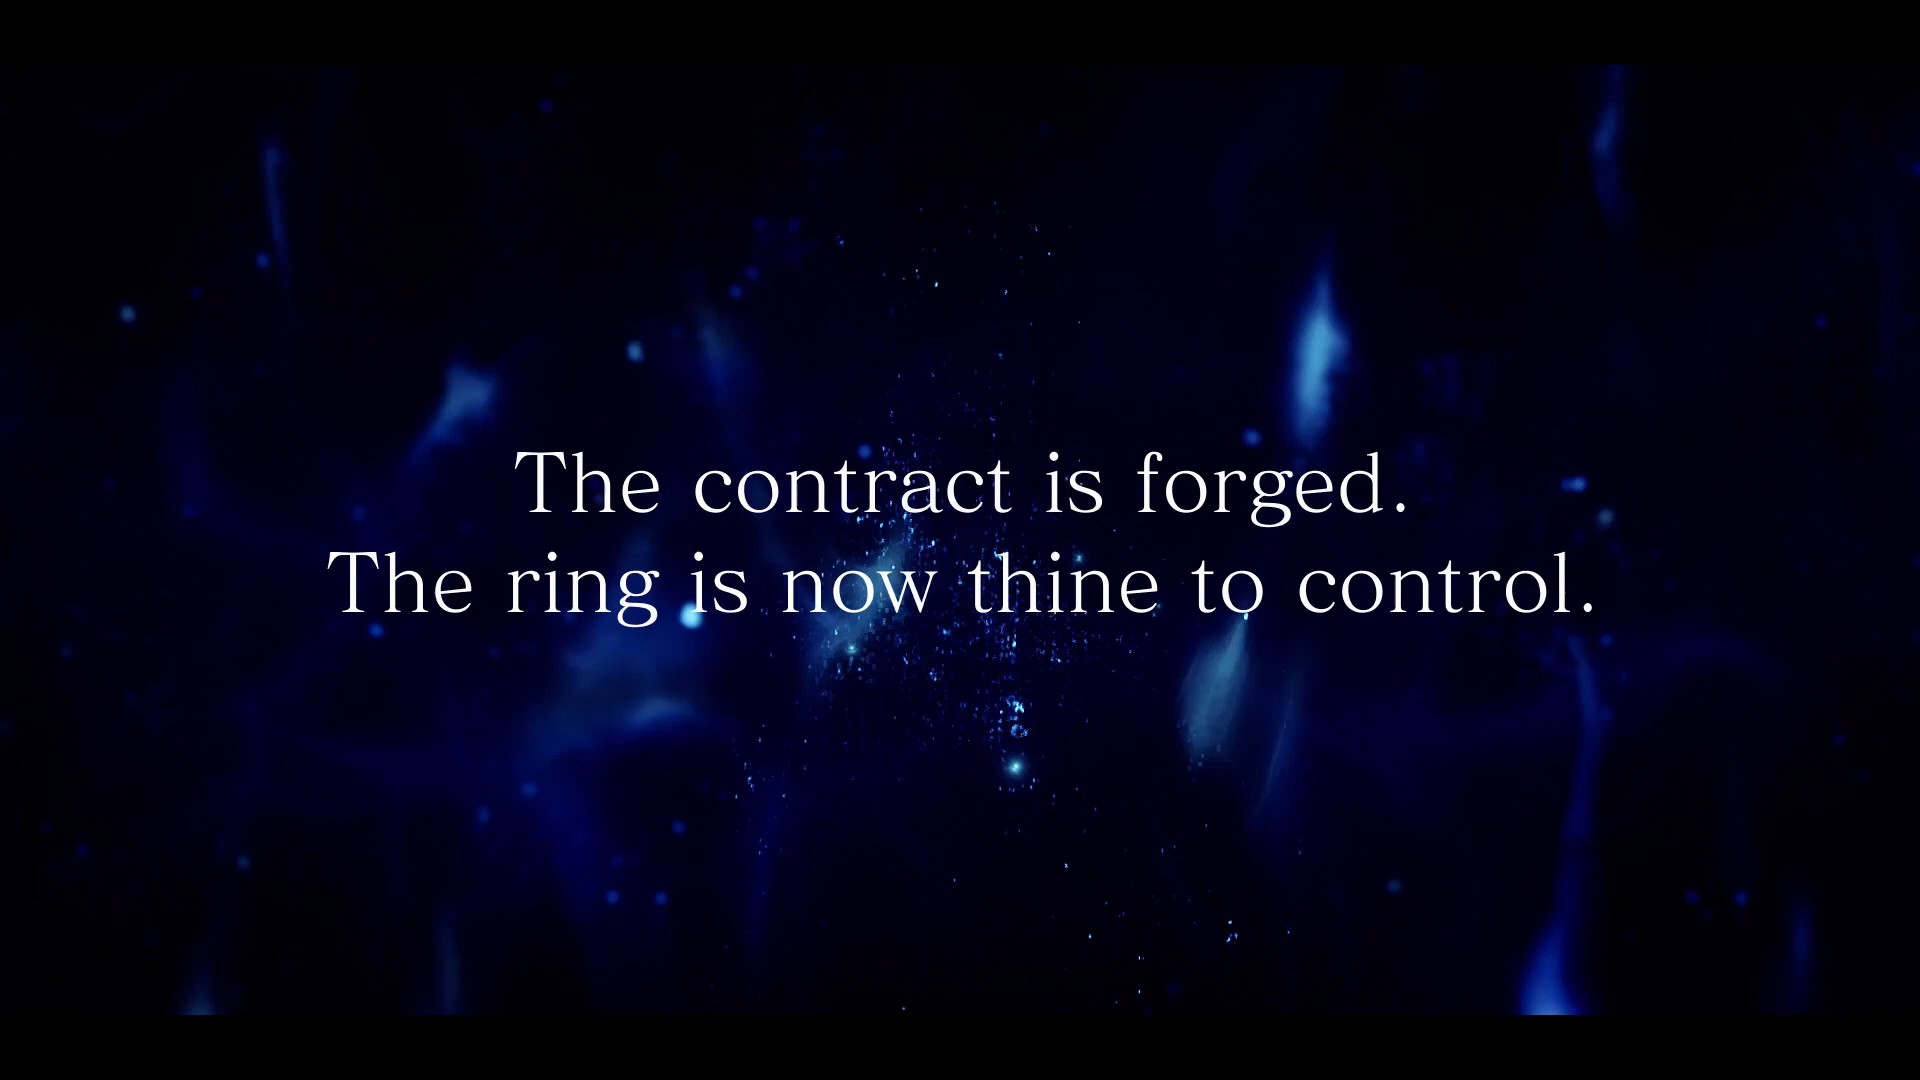 The contract is forged.
The ring is now thine to control.